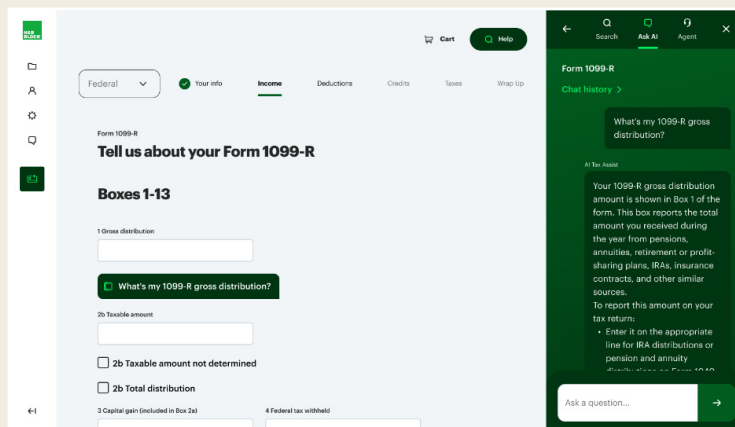 H&R
BLOCK
Cart
Help
Federal
Your info
Income
Deductions
Credits
Taxes
Wrap Up
Form 1099-R
Tell us about your Form 1099-R
Boxes 1-13
1 Gross distribution
What's my 1099-R gross distribution?
2b Taxable amount
2b Taxable amount not determined
2b Total distribution
3 Capital gain (included in Box 2a)
4 Federal tax withheld
Search
Ask AI
Agent
Form 1099-R
Chat history
What's my 1099-R gross
distribution?
AI Tax Assist
Your 1099-R gross distribution
amount is shown in Box 1 of the
form. This box reports the total
amount you received during
the year from pensions,
annuities, retirement or profit-
sharing plans, IRAs, insurance
contracts, and other similar
sources.
To report this amount on your
tax return:
• Enter it on the appropriate
line for IRA distributions or
pension and annuity
distributions on Form 1040
Ask a question...